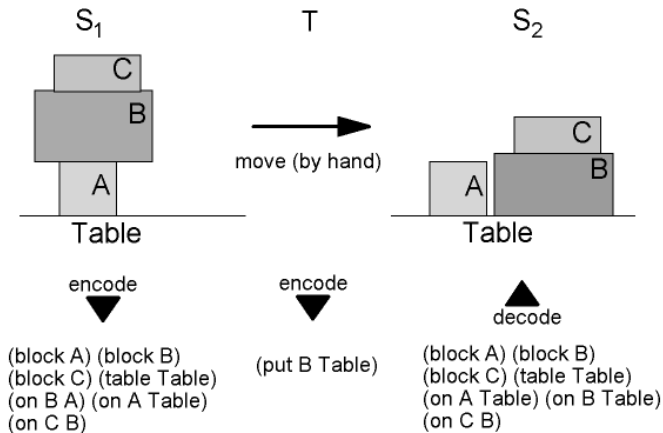 S1 T S2
C
B
A
Table
move (by hand)
C
A B
Table
encode encode decode
(block A) (block B)
(block C) (table Table)
(on B A) (on A Table)
(on C B)
(put B Table)
(block A) (block B)
(block C) (table Table)
(on A Table) (on B Table)
(on C B)